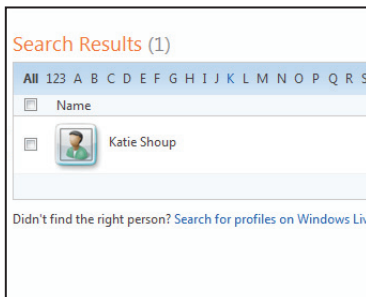 Search Results (1)
All 123 A B C D E F G H I J K L M N O P Q R S
Name
Katie Shoup
Didn't find the right person? Search for profiles on Windows Liv